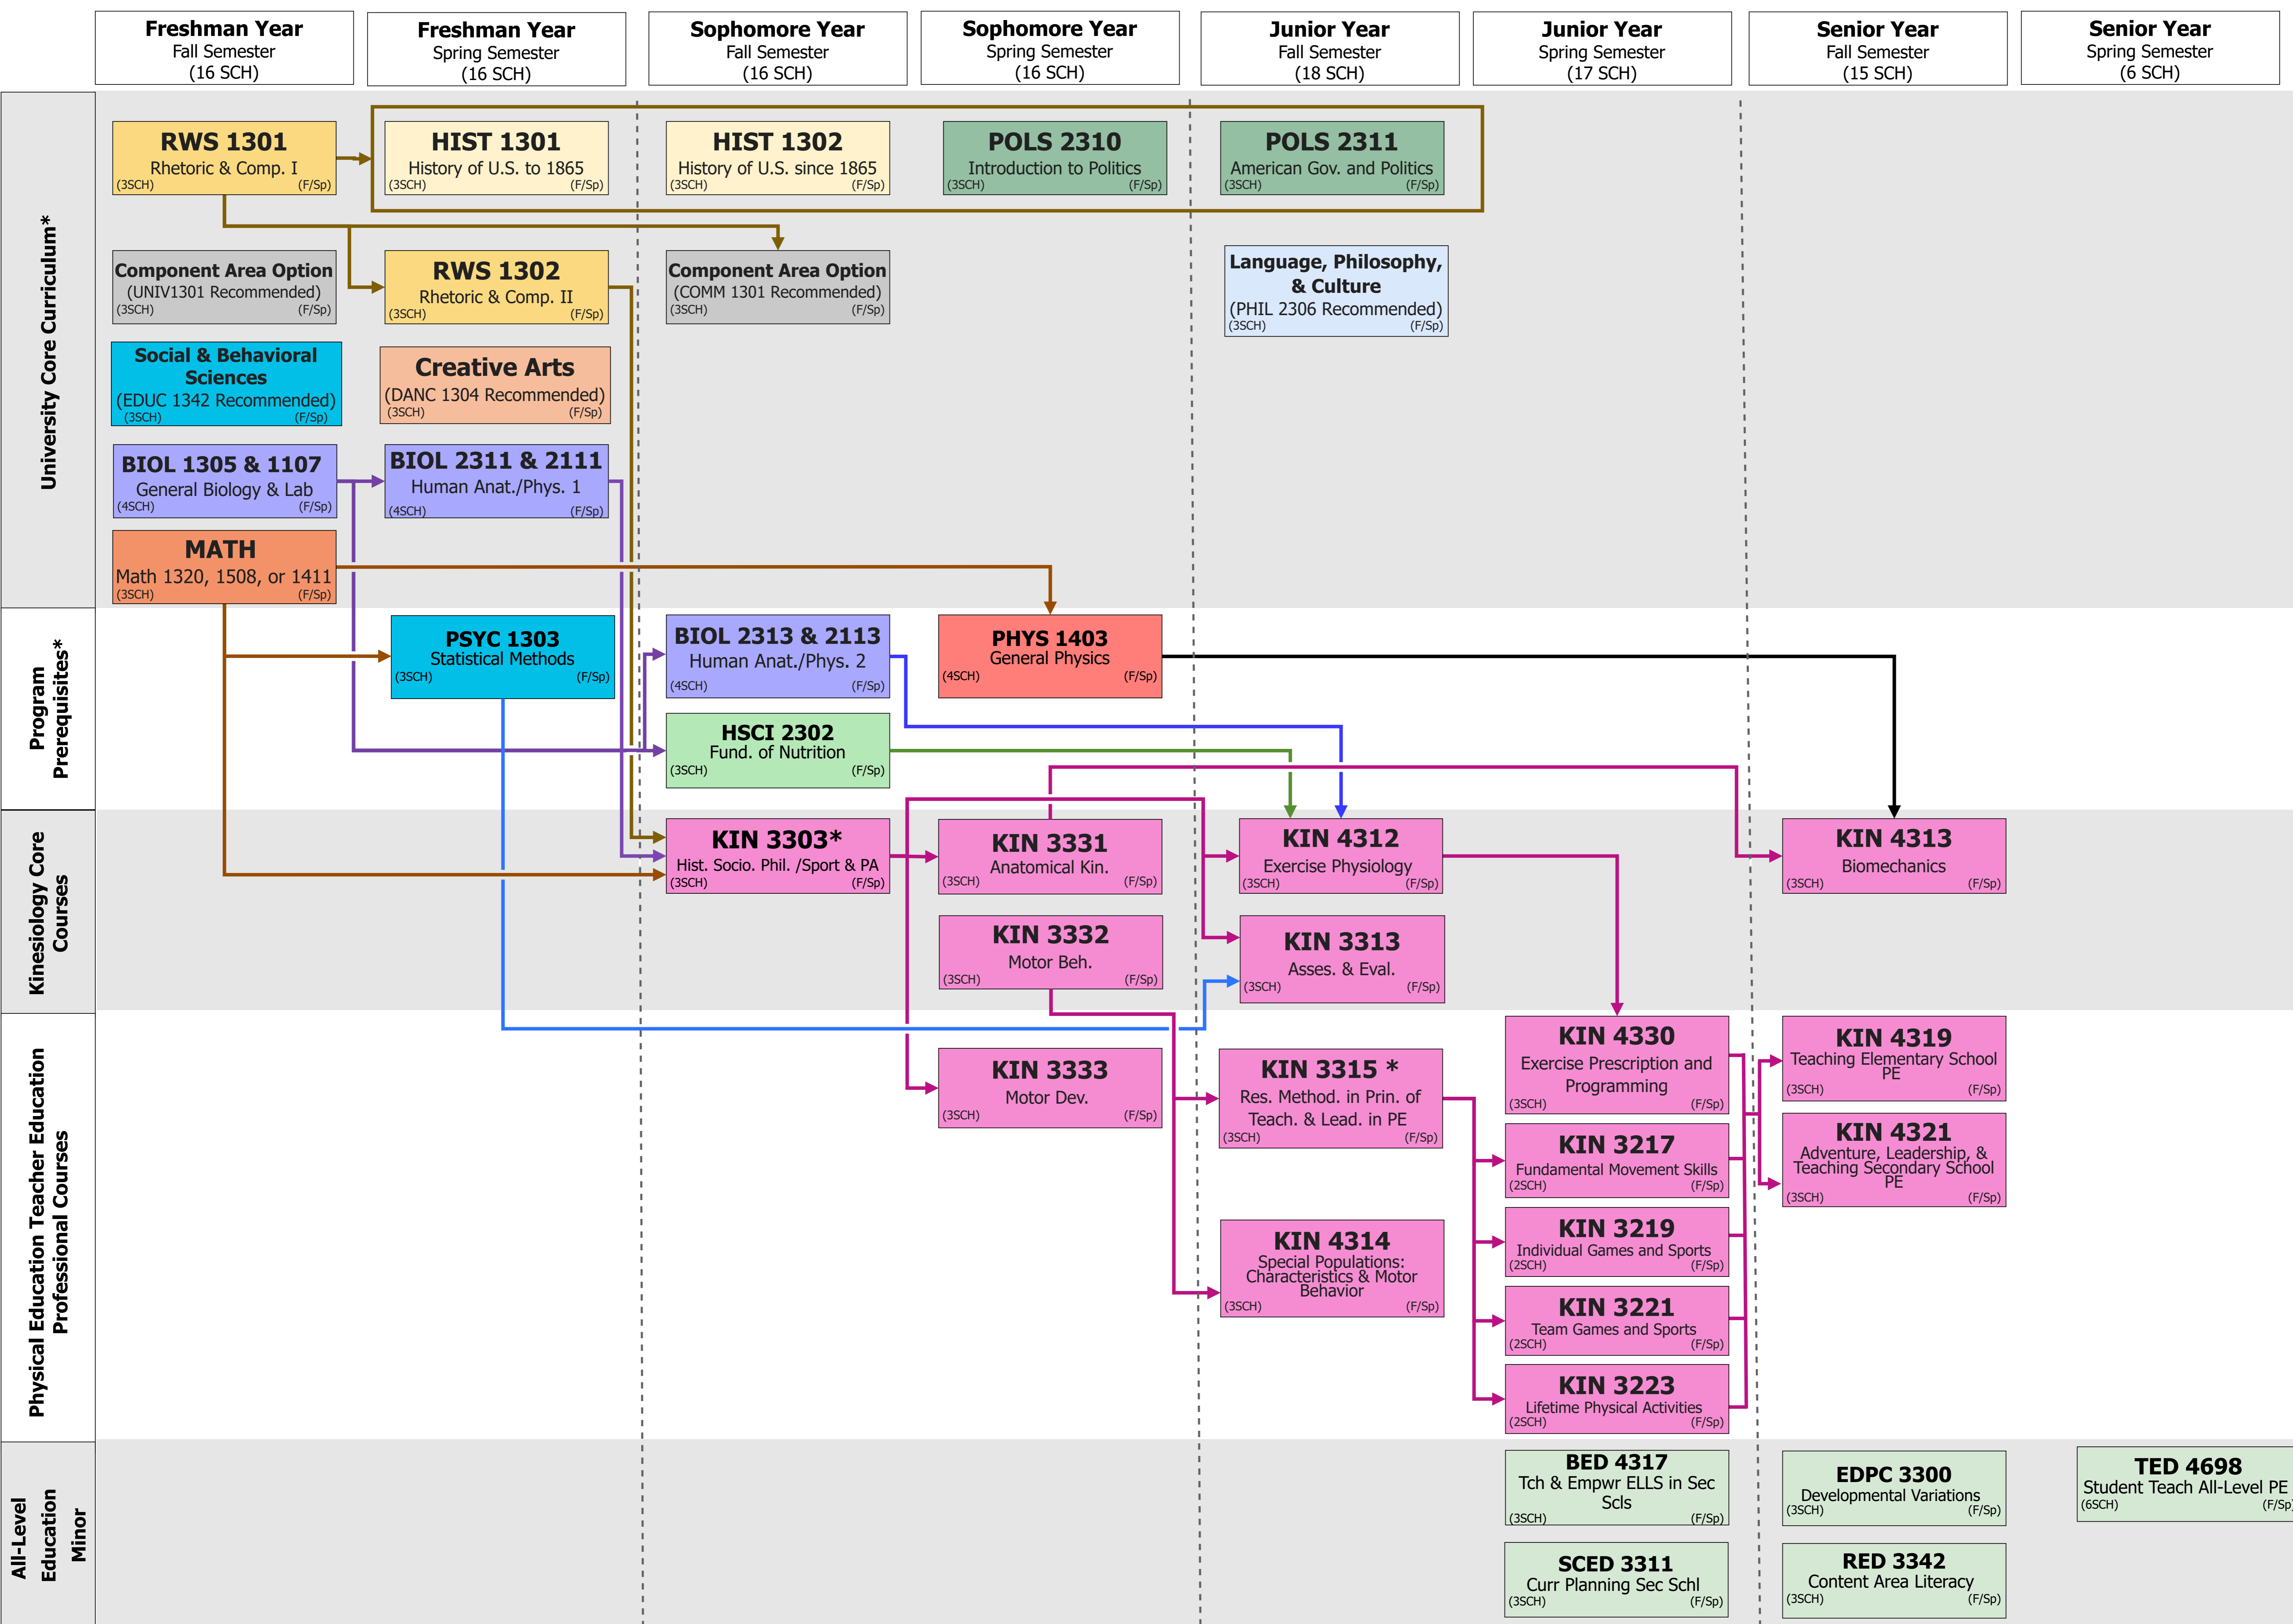 Freshman Year
Fall Semester
(16 SCH)
Freshman Year
Spring Semester
(16 SCH)
Sophomore Year
Fall Semester
(16 SCH)
Sophomore Year
Spring Semester
(16 SCH)
Junior Year
Fall Semester
(18 SCH)
Junior Year
Spring Semester
(17 SCH)
Senior Year
Fall Semester
(15 SCH)
Senior Year
Spring Semester
(6 SCH)
University Core Curriculum*
RWS 1301
Rhetoric & Comp. I
(3SCH) (F/Sp)
HIST 1301
History of U.S. to 1865
(3SCH) (F/Sp)
HIST 1302
History of U.S. since 1865
(3SCH) (F/Sp)
POLS 2310
Introduction to Politics
(3SCH) (F/Sp)
POLS 2311
American Gov. and Politics
(3SCH) (F/Sp)
Component Area Option
(UNIV1301 Recommended)
(3SCH) (F/Sp)
RWS 1302
Rhetoric & Comp. II
(3SCH) (F/Sp)
Component Area Option
(COMM 1301 Recommended)
(3SCH) (F/Sp)
Language, Philosophy,
& Culture
(PHIL 2306 Recommended)
(3SCH) (F/Sp)
Social & Behavioral
Sciences
(EDUC 1342 Recommended)
(3SCH) (F/Sp)
Creative Arts
(DANC 1304 Recommended)
(3SCH) (F/Sp)
BIOL 1305 & 1107
General Biology & Lab
(4SCH) (F/Sp)
BIOL 2311 & 2111
Human Anat./Phys. 1
(4SCH) (F/Sp)
MATH
Math 1320, 1508, or 1411
(3SCH) (F/Sp)
Program
Prerequisites*
PSYC 1303
Statistical Methods
(3SCH) (F/Sp)
BIOL 2313 & 2113
Human Anat./Phys. 2
(4SCH) (F/Sp)
PHYS 1403
General Physics
(4SCH) (F/Sp)
HSCI 2302
Fund. of Nutrition
(3SCH) (F/Sp)
Kinesiology Core
Courses
KIN 3303*
Hist. Socio. Phil. /Sport & PA
(3SCH) (F/Sp)
KIN 3331
Anatomical Kin.
(3SCH) (F/Sp)
KIN 4312
Exercise Physiology
(3SCH) (F/Sp)
KIN 4313
Biomechanics
(3SCH) (F/Sp)
KIN 3332
Motor Beh.
(3SCH) (F/Sp)
KIN 3313
Asses. & Eval.
(3SCH) (F/Sp)
Physical Education Teacher Education
Professional Courses
KIN 3333
Motor Dev.
(3SCH) (F/Sp)
KIN 3315 *
Res. Method. in Prin. of
Teach. & Lead. in PE
(3SCH) (F/Sp)
KIN 4330
Exercise Prescription and
Programming
(3SCH) (F/Sp)
KIN 4319
Teaching Elementary School
PE
(3SCH) (F/Sp)
KIN 3217
Fundamental Movement Skills
(2SCH) (F/Sp)
KIN 4321
Adventure, Leadership, &
Teaching Secondary School
PE
(3SCH) (F/Sp)
KIN 4314
Special Populations:
Characteristics & Motor
Behavior
(3SCH) (F/Sp)
KIN 3219
Individual Games and Sports
(2SCH) (F/Sp)
KIN 3221
Team Games and Sports
(2SCH) (F/Sp)
KIN 3223
Lifetime Physical Activities
(2SCH) (F/Sp)
All-Level
Education
Minor
BED 4317
Tch & Empwr ELLS in Sec
Scls
(3SCH) (F/Sp)
EDPC 3300
Developmental Variations
(3SCH) (F/Sp)
TED 4698
Student Teach All-Level PE
(6SCH) (F/Sp)
SCED 3311
Curr Planning Sec Schl
(3SCH) (F/Sp)
RED 3342
Content Area Literacy
(3SCH) (F/Sp)